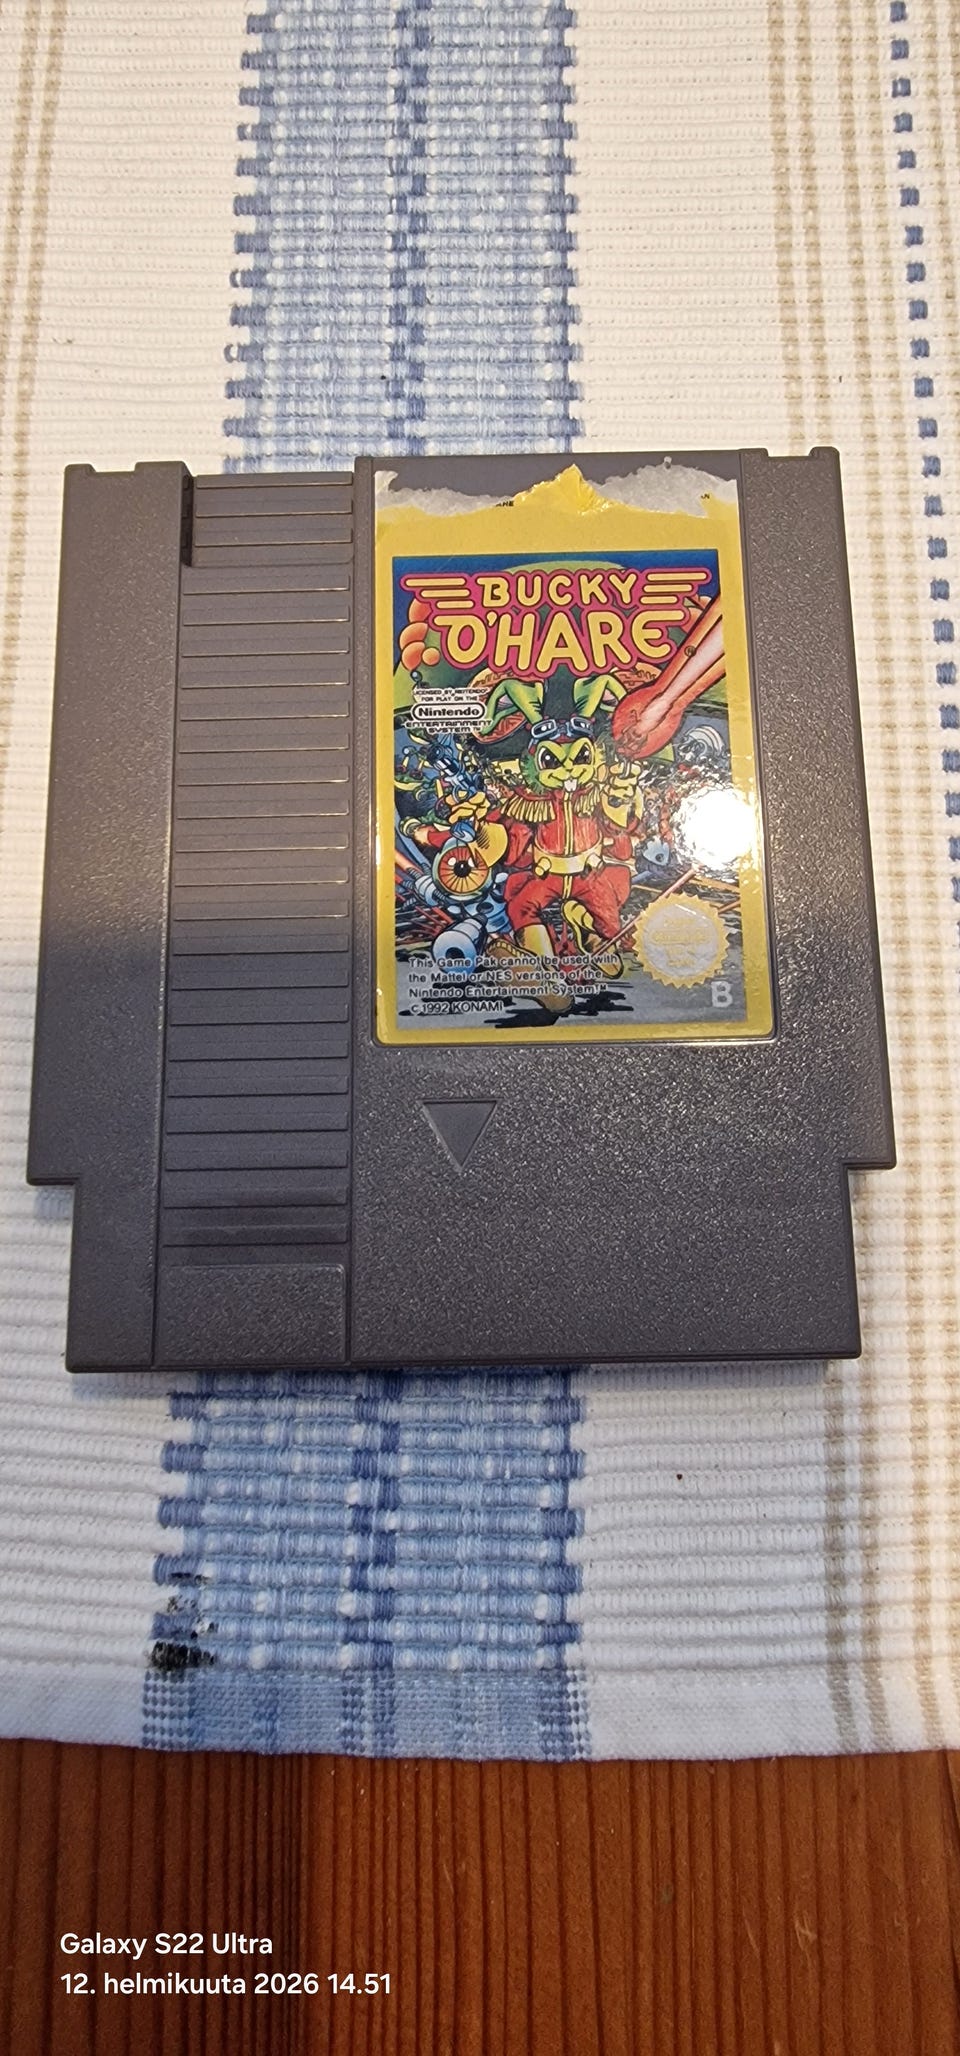 BUCKY
O'HARE
LICENSED BY NINTENDO
FOR PLAY ON THE
Nintendo
ENTERTAINMENT
SYSTEM™
This Game Pak cannot be used with
the Mattel or NES versions of the
Nintendo Entertainment System.™
© 1992 KONAMI
B
Galaxy S22 Ultra
12. helmikuuta 2026 14.51